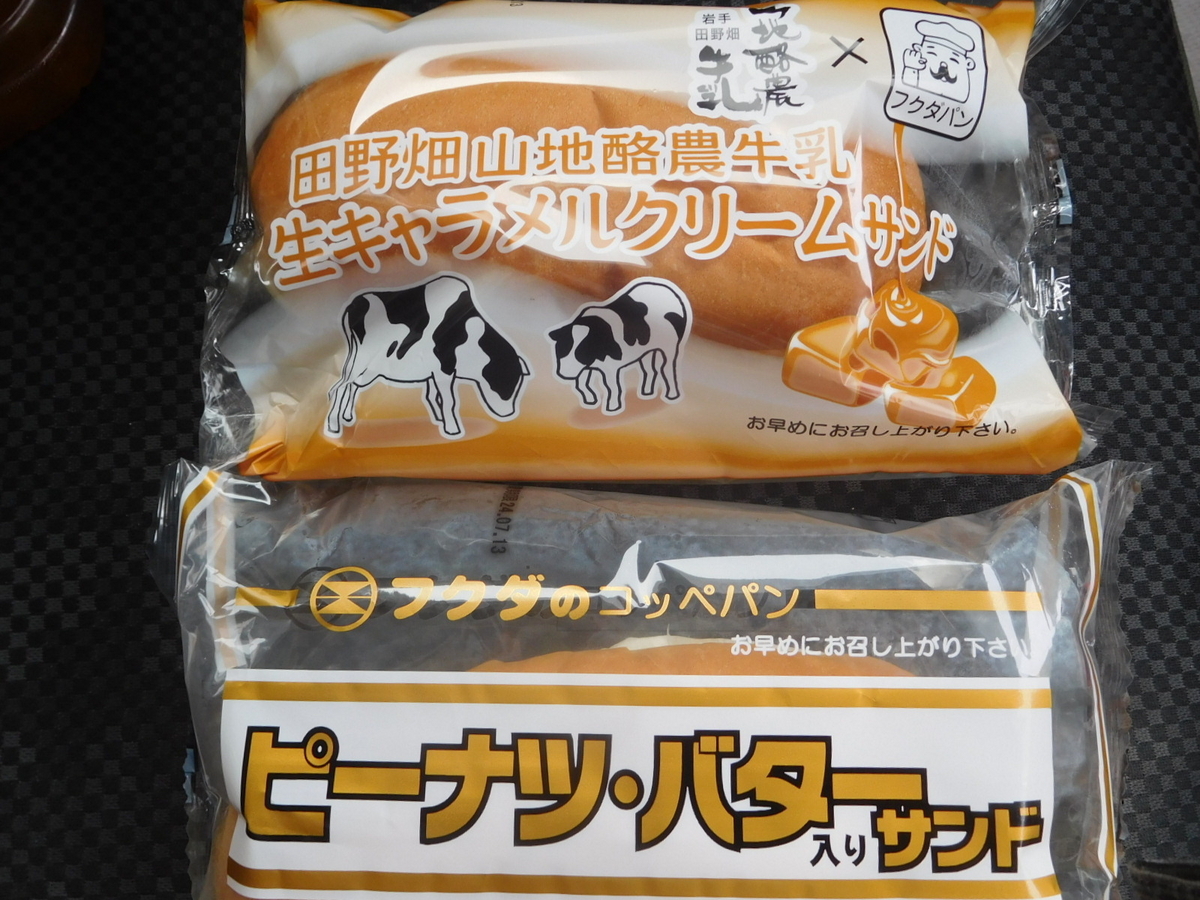 岩手
田野畑
山地酪農
牛乳
×
フクダパン
田野畑山地酪農牛乳
生キャラメルクリームサンド
お早めにお召し上がり下さい。
24.07.13
フクダのコッペパン
お早めにお召し上がり下さい
ピーナツ・バター
入りサンド